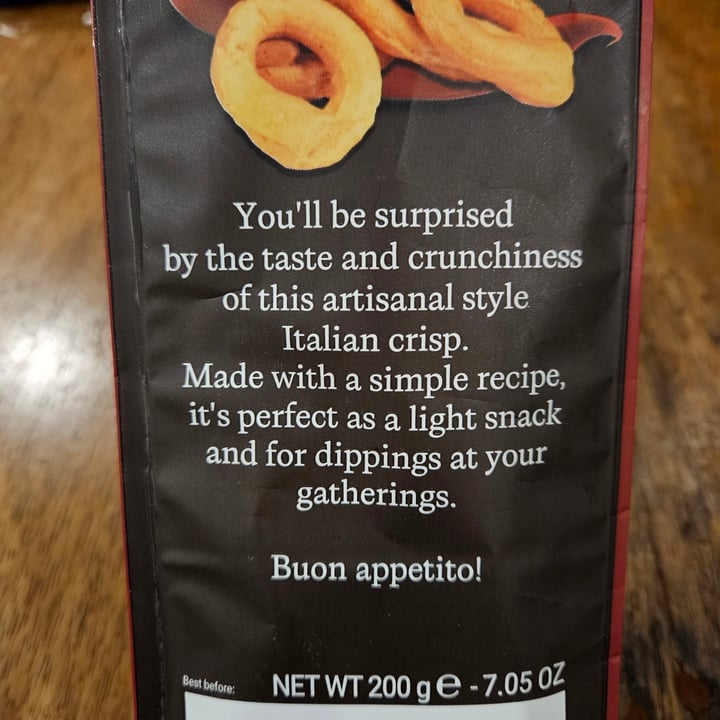 You'll be surprised
by the taste and crunchiness
of this artisanal style
Italian crisp.
Made with a simple recipe,
it's perfect as a light snack
and for dippings at your
gatherings.
Buon appetito!
Best before:
NET WT 200 g ℮ - 7.05 OZ